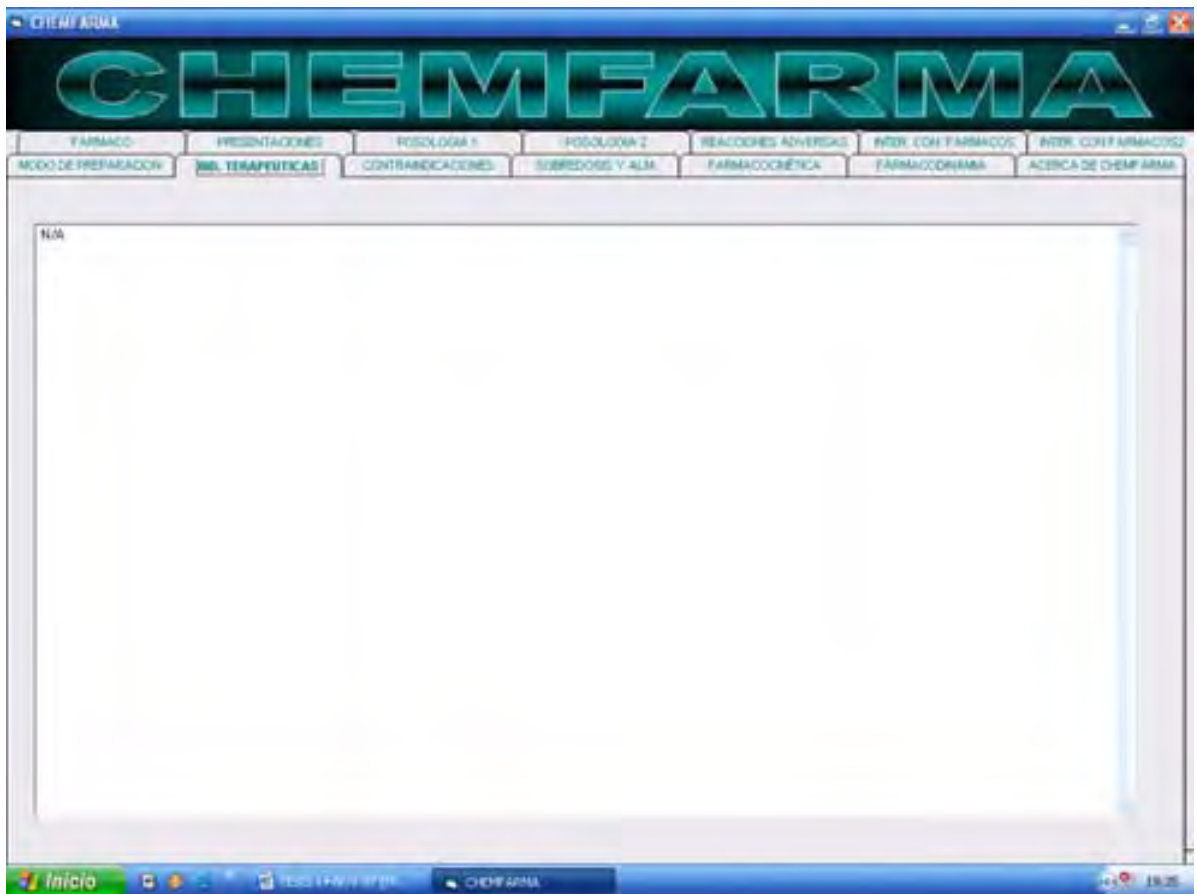 CHEMFARMA
CHEMFARMA
FARMACO PRESENTACIONES POSOLOGIA 1 POSOLOGIA 2 REACCIONES ADVERSAS INTER. CON FARMACOS INTER. CON FARMACOS2
MODO DE PREPARACION IND. TERAPEUTICAS CONTRAINDICACIONES SOBREDOSIS Y ALM. FARMACOCINÉTICA FARMACODINAMIA ACERCA DE CHEMFARMA
N/A
Inicio CHEMFARMA